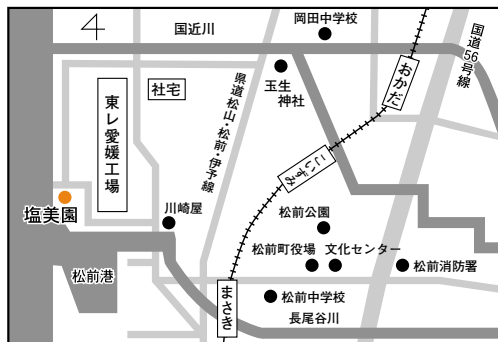 岡田中学校
国近川
国道56号線
おかだ
玉生
神社
社宅
東レ愛媛工場
県道松山・松前・伊予線
こいずみ
塩美園
川崎屋
松前公園
松前町役場
文化センター
松前消防署
松前港
まさき
松前中学校
長尾谷川